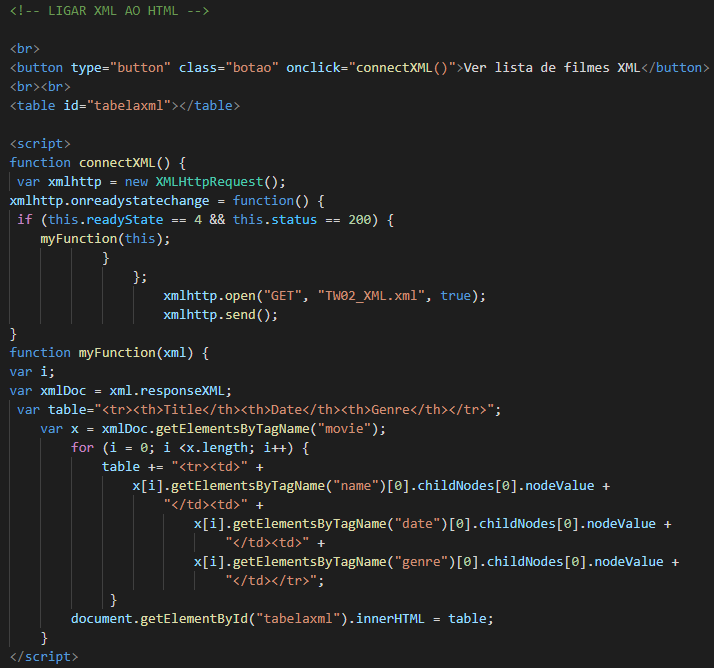 <!-- LIGAR XML AO HTML -->
<br>
<button type="button" class="botao" onclick="connectXML()">Ver lista de filmes XML</button>
<br><br>
<table id="tabelaxml"></table>
<script>
function connectXML() {
var xmlhttp = new XMLHttpRequest();
xmlhttp.onreadystatechange = function() {
if (this.readyState == 4 && this.status == 200) {
myFunction(this);
}
};
xmlhttp.open("GET", "TW02_XML.xml", true);
xmlhttp.send();
}
function myFunction(xml) {
var i;
var xmlDoc = xml.responseXML;
var table="<tr><th>Title</th><th>Date</th><th>Genre</th></tr>";
var x = xmlDoc.getElementsByTagName("movie");
for (i = 0; i <x.length; i++) {
table += "<tr><td>" +
x[i].getElementsByTagName("name")[0].childNodes[0].nodeValue +
"</td><td>" +
x[i].getElementsByTagName("date")[0].childNodes[0].nodeValue +
"</td><td>" +
x[i].getElementsByTagName("genre")[0].childNodes[0].nodeValue +
"</td></tr>";
}
document.getElementById("tabelaxml").innerHTML = table;
}
</script>